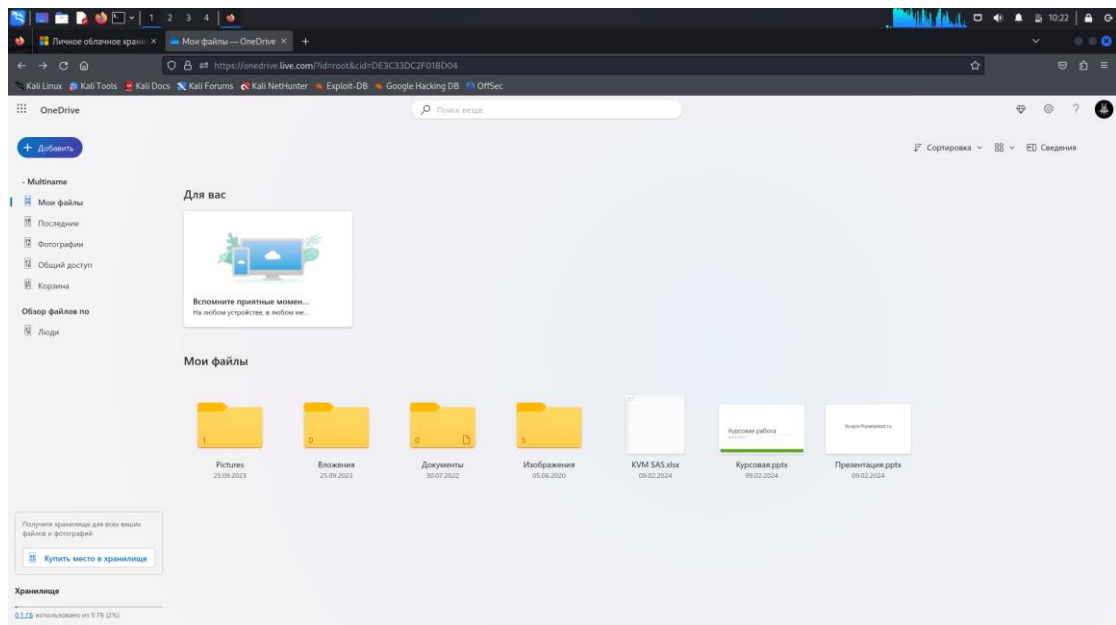 1 2 3 4
10:22
Личное облачное храни
Мои файлы — OneDrive
https://onedrive.live.com/?id=root&cid=DE3C33DC2F01BD04
Kali Linux Kali Tools Kali Docs Kali Forums Kali NetHunter Exploit-DB Google Hacking DB OffSec
OneDrive
Поиск везде
?
+ Добавить
Сортировка
Сведения
- Multiname
Мои файлы
Последние
Фотографии
Общий доступ
Корзина
Обзор файлов по
Люди
Для вас
Вспомните приятные момен...
На любом устройстве, в любом ме...
Мои файлы
1 0 0 5
Курсовая работа
Услуги PlanetaHost.ru
Pictures Вложения Документы Изображения KVM SAS.xlsx Курсовая.pptx Презентация.pptx
25.09.2023 25.09.2023 30.07.2022 05.06.2020 09.02.2024 09.02.2024 09.02.2024
Получите хранилище для всех ваших
файлов и фотографий.
Купить место в хранилище
Хранилище
0.1 ГБ использовано из 5 ГБ (2%)